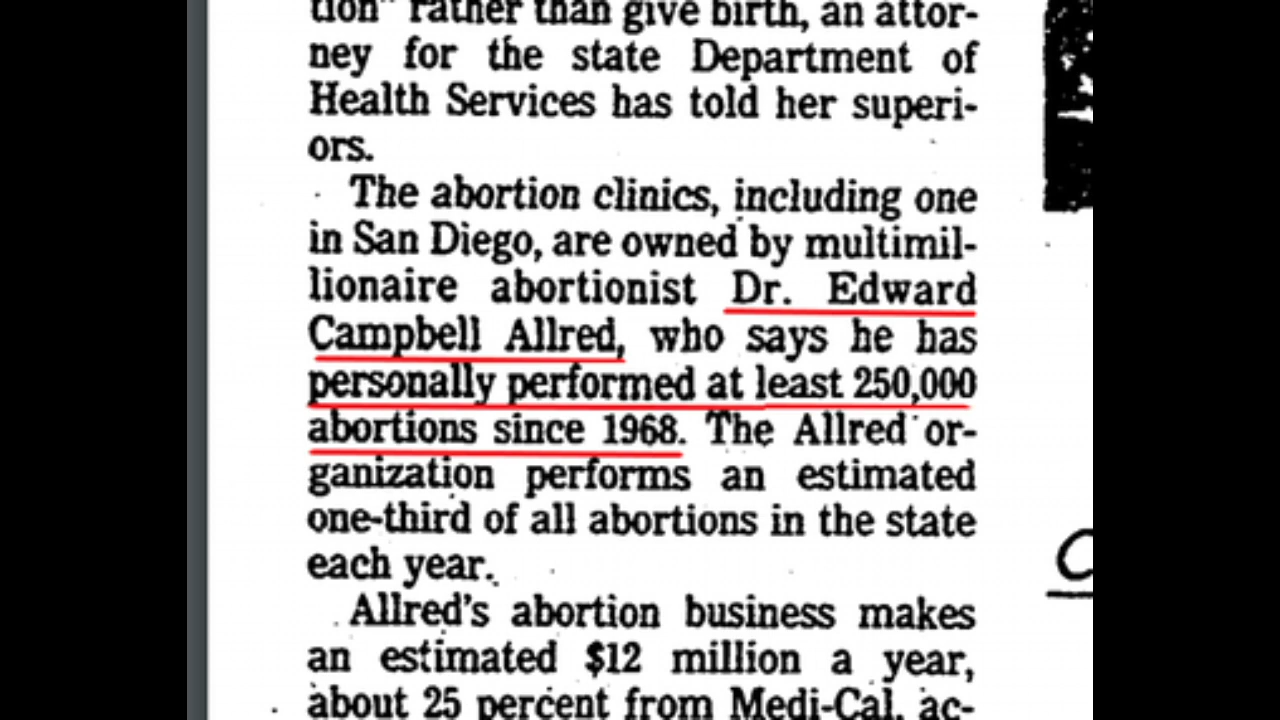 tion" rather than give birth, an attor-
ney for the state Department of
Health Services has told her superi-
ors.
The abortion clinics, including one
in San Diego, are owned by multimil-
lionaire abortionist Dr. Edward
Campbell Allred, who says he has
personally performed at least 250,000
abortions since 1968. The Allred or-
ganization performs an estimated
one-third of all abortions in the state
each year.
Allred's abortion business makes
an estimated $12 million a year,
about 25 percent from Medi-Cal, ac-